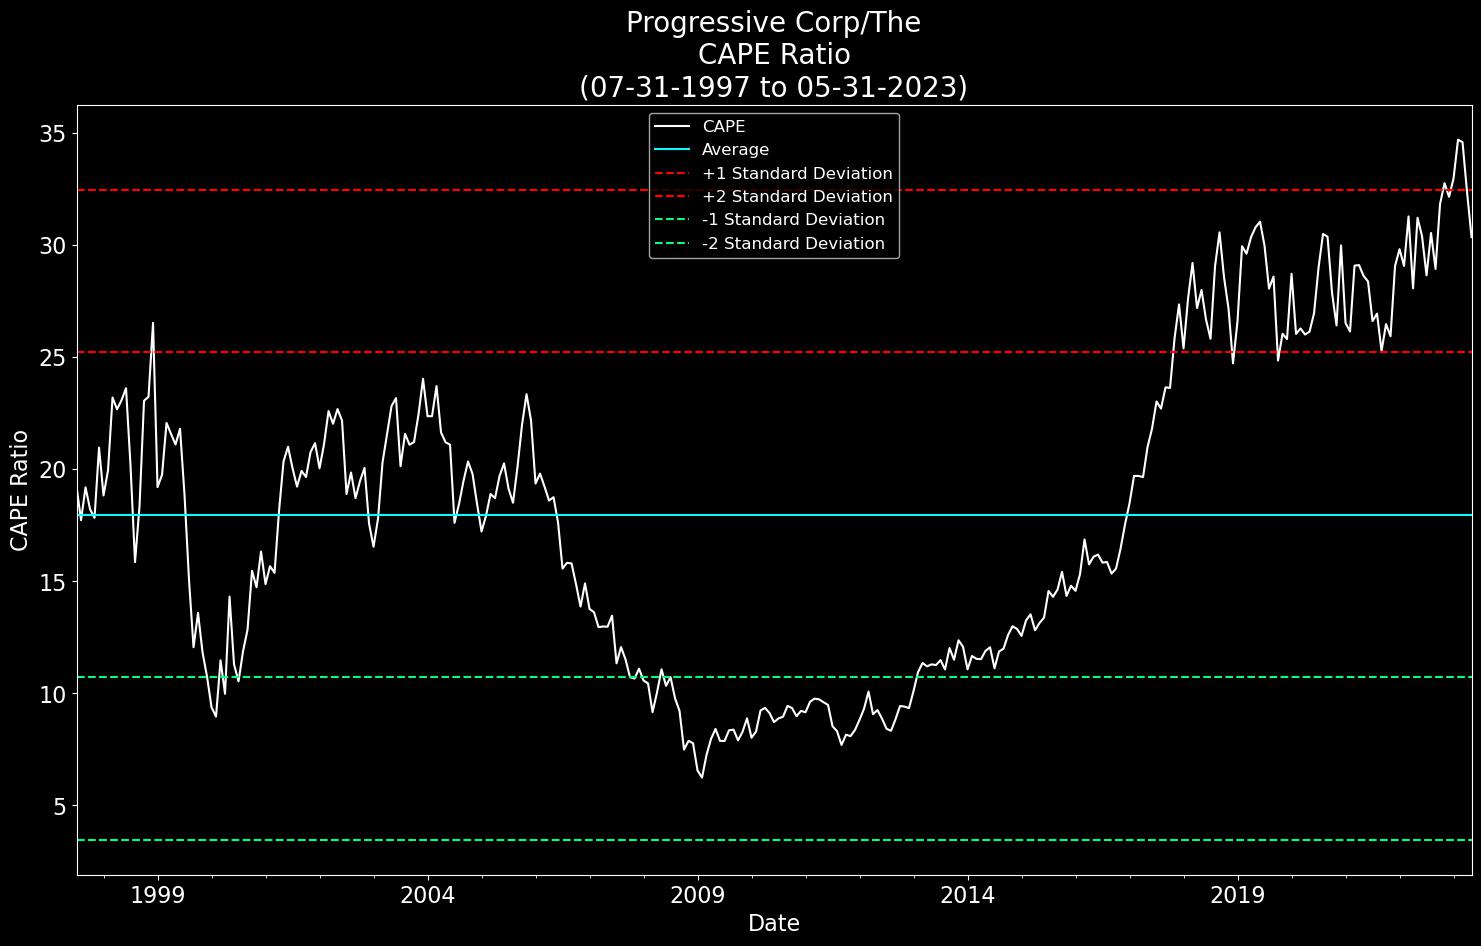 Progressive Corp/The
CAPE Ratio
(07-31-1997 to 05-31-2023)
CAPE
Average
+1 Standard Deviation
+2 Standard Deviation
-1 Standard Deviation
-2 Standard Deviation
CAPE Ratio
35
30
25
20
15
10
5
1999
2004
2009
2014
2019
Date